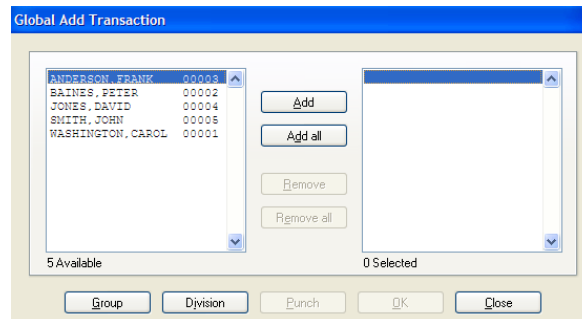 Global Add Transaction
ANDERSON, FRANK 00003
BAINES, PETER 00002
JONES, DAVID 00004
SMITH, JOHN 00005
WASHINGTON, CAROL 00001
Add
Add all
Remove
Remove all
5 Available
0 Selected
Group
Division
Punch
OK
Close